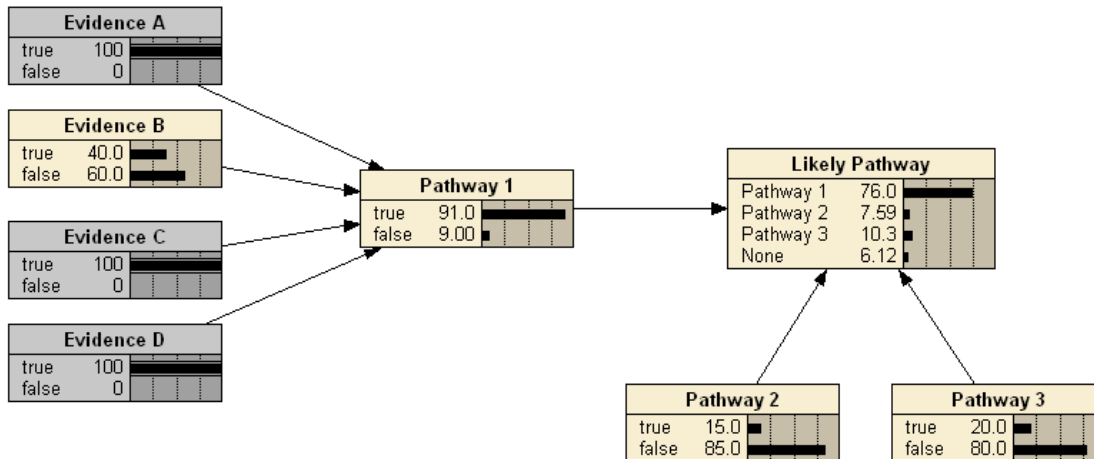 Evidence A
true 100
false 0
Evidence B
true 40.0
false 60.0
Evidence C
true 100
false 0
Evidence D
true 100
false 0
Pathway 1
true 91.0
false 9.00
Likely Pathway
Pathway 1 76.0
Pathway 2 7.59
Pathway 3 10.3
None 6.12
Pathway 2
true 15.0
false 85.0
Pathway 3
true 20.0
false 80.0